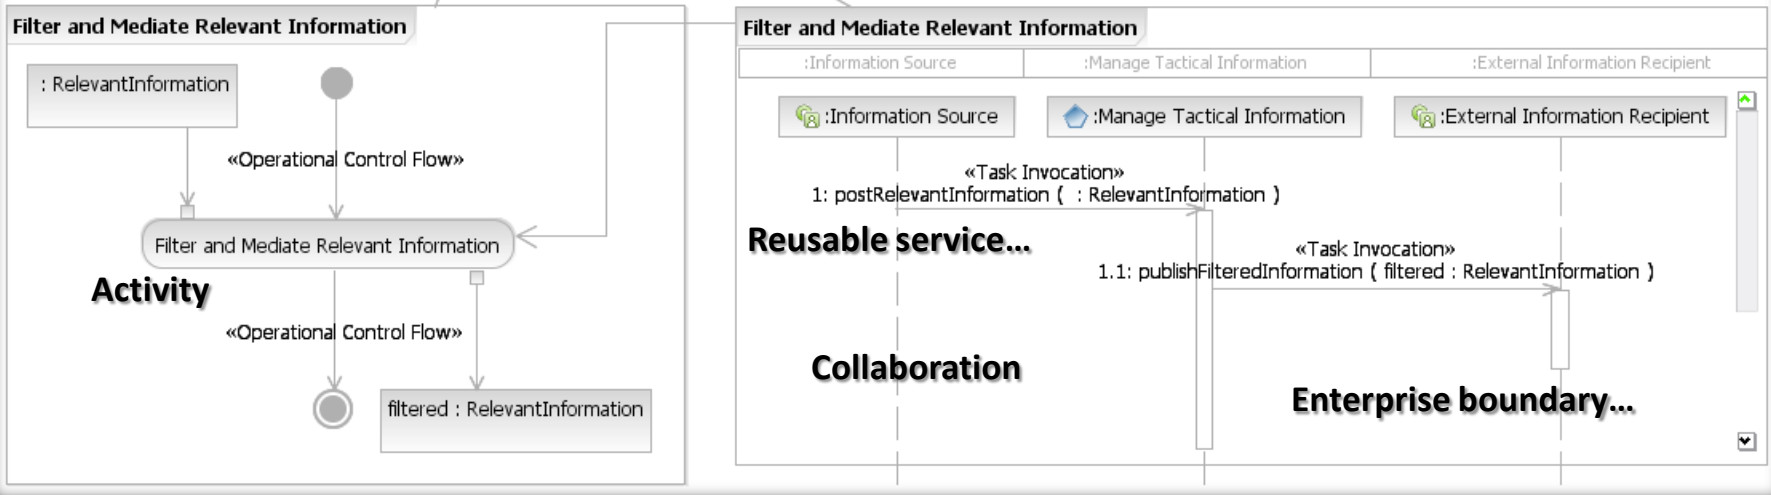 Filter and Mediate Relevant Information
: RelevantInformation
«Operational Control Flow»
Filter and Mediate Relevant Information
Activity
«Operational Control Flow»
filtered : RelevantInformation
Filter and Mediate Relevant Information
:Information Source
:Manage Tactical Information
:External Information Recipient
:Information Source
:Manage Tactical Information
:External Information Recipient
«Task Invocation»
1: postRelevantInformation ( : RelevantInformation )
Reusable service...
«Task Invocation»
1.1: publishFilteredInformation ( filtered : RelevantInformation )
Collaboration
Enterprise boundary...